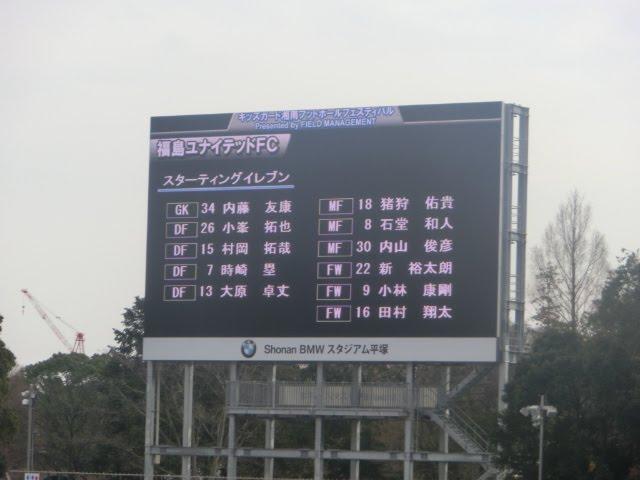 キッズガード湘南フットボールフェスティバル
Presented by FIELD MANAGEMENT
福島ユナイテッドFC
スターティングイレブン
GK 34 内藤 友康
DF 26 小峯 拓也
DF 15 村岡 拓哉
DF 7 時崎 塁
DF 13 大原 卓丈
MF 18 猪狩 佑貴
MF 8 石堂 和人
MF 30 内山 俊彦
FW 22 新 裕太朗
FW 9 小林 康剛
FW 16 田村 翔太
Shonan BMW スタジアム平塚